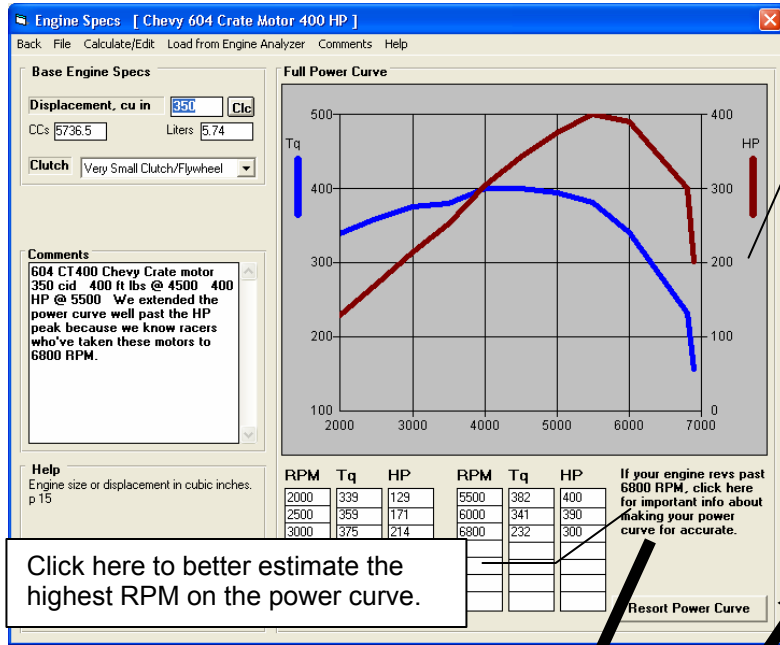 Engine Specs [ Chevy 604 Crate Motor 400 HP ]
Back File Calculate/Edit Load from Engine Analyzer Comments Help
Base Engine Specs
Displacement, cu in 350 Clc
CCs 5736.5 Liters 5.74
Clutch Very Small Clutch/Flywheel
Comments
604 CT400 Chevy Crate motor
350 cid 400 ft lbs @ 4500 400
HP @ 5500 We extended the
power curve well past the HP
peak because we know racers
who've taken these motors to
6800 RPM.
Help
Engine size or displacement in cubic inches.
p 15
Full Power Curve
Tq
500
400
300
200
100
HP
400
300
200
100
0
2000 3000 4000 5000 6000 7000
RPM Tq HP RPM Tq HP
2000 339 129 5500 382 400
2500 359 171 6000 341 390
3000 375 214 6800 232 300
If your engine revs past
6800 RPM, click here
for important info about
making your power
curve for accurate.
Resort Power Curve
Click here to better estimate the
highest RPM on the power curve.